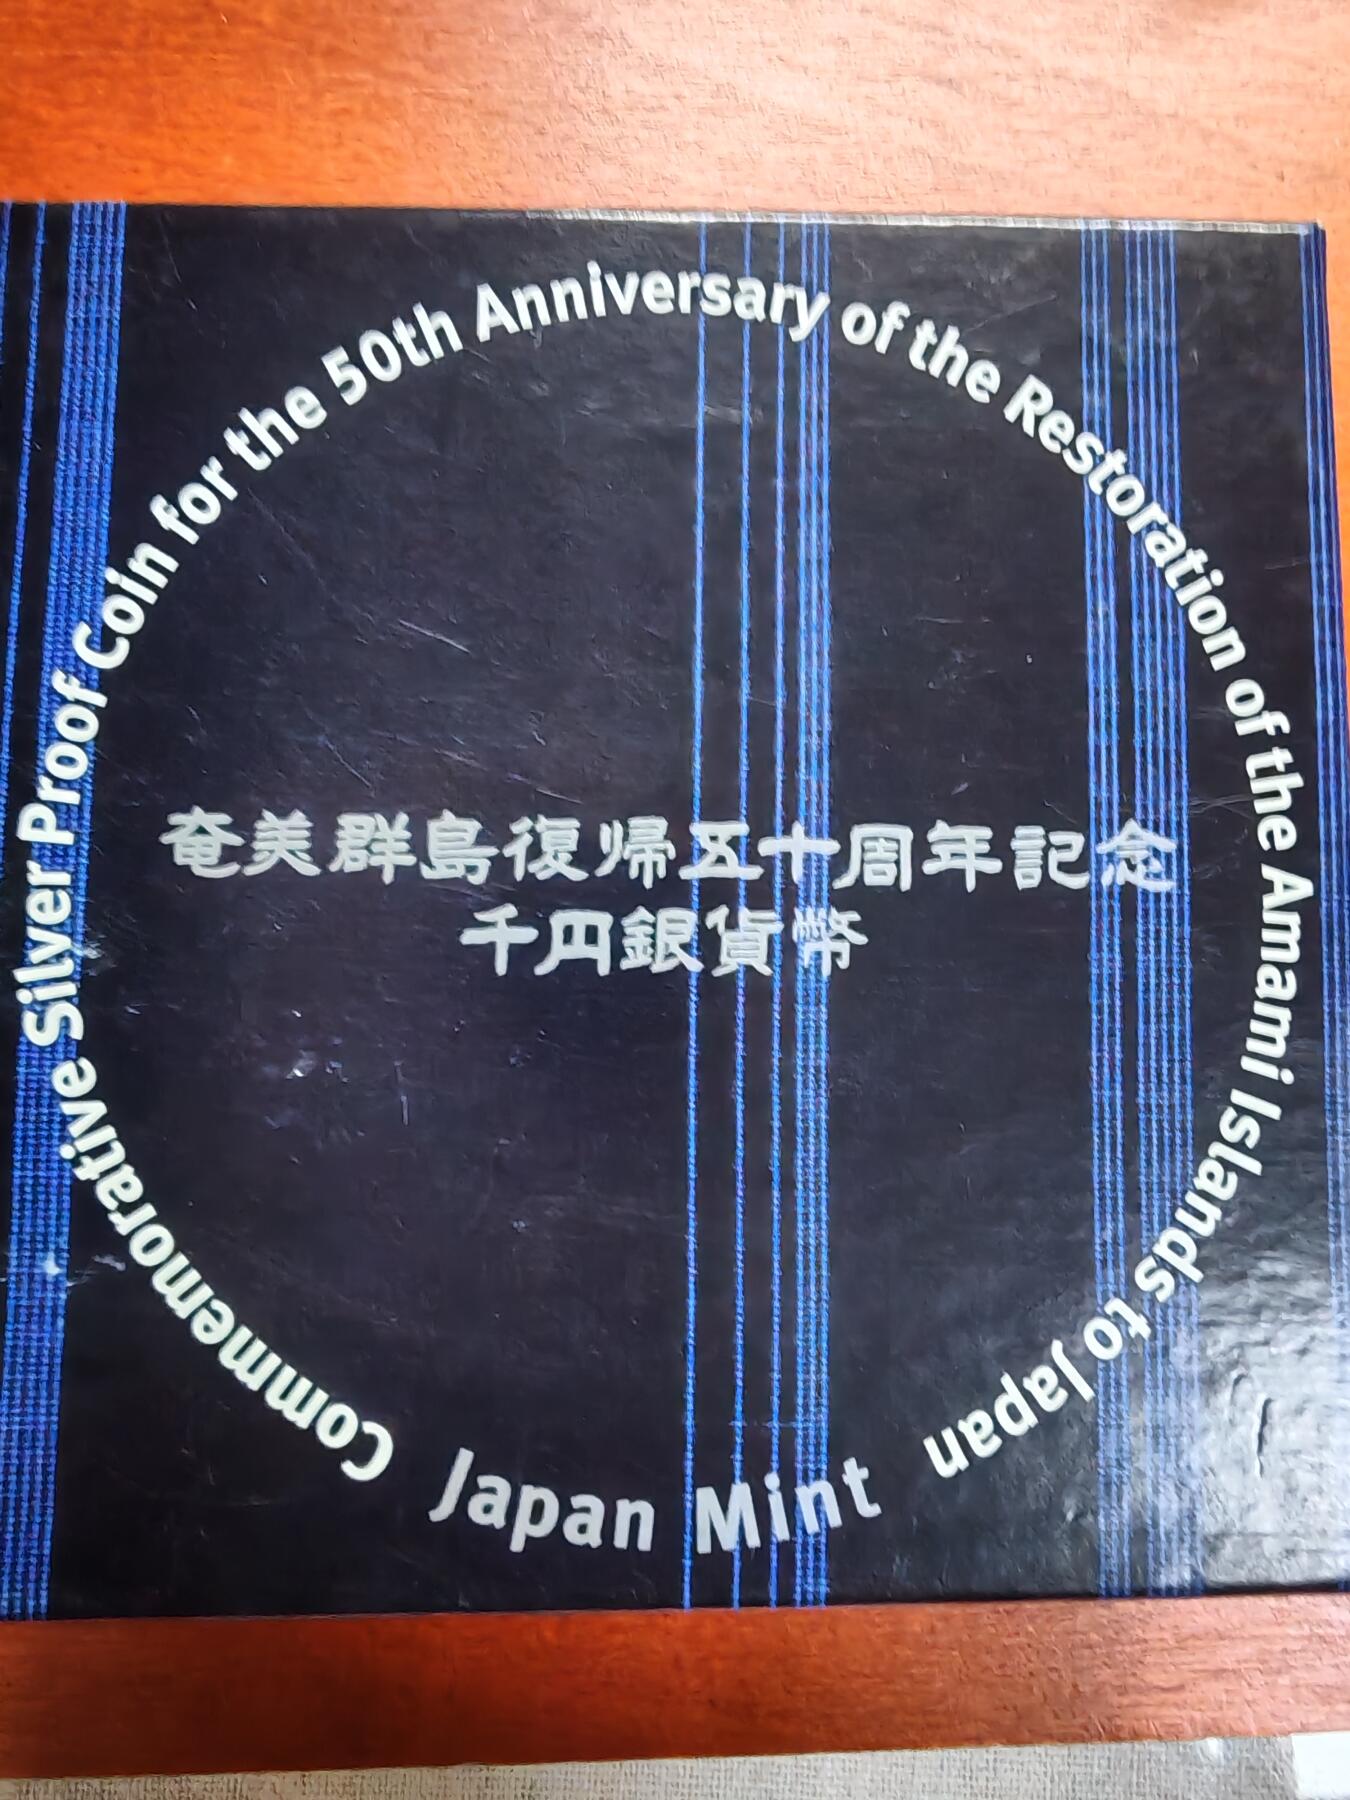 Commemorative Silver Proof Coin for the 50th Anniversary of the Restoration of the Amami Islands to Japan
奄美群島復帰五十周年記念
千円銀貨幣
Japan Mint